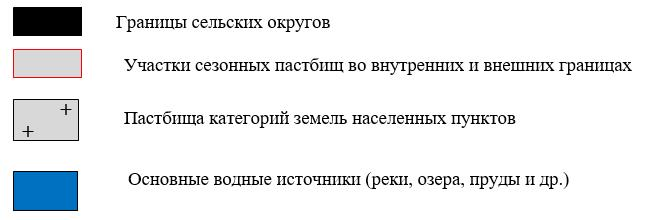 Границы сельских округов
Участки сезонных пастбищ во внутренних и внешних границах
Пастбища категорий земель населенных пунктов
Основные водные источники (реки, озера, пруды и др.)